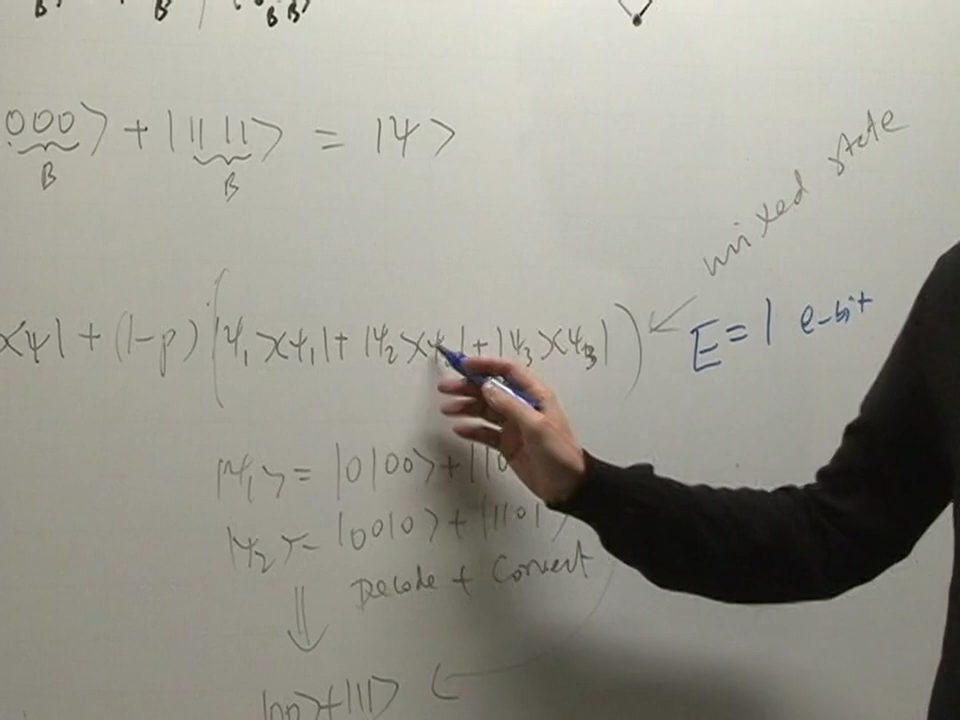 B B B B
000⟩ + |1111⟩ = |ψ⟩
B B
mixed state
⟩⟨ψ| + (1-p) (ψ₁⟩⟨ψ₁| + |ψ₂⟩⟨ψ₂| + |ψ₃⟩⟨ψ₃|)
E = 1 e-bit
|ψ₁⟩ = |0100⟩ + |10
|ψ₂⟩ = |0010⟩ + |1101⟩
Decode + Convert
|00⟩ + |11⟩